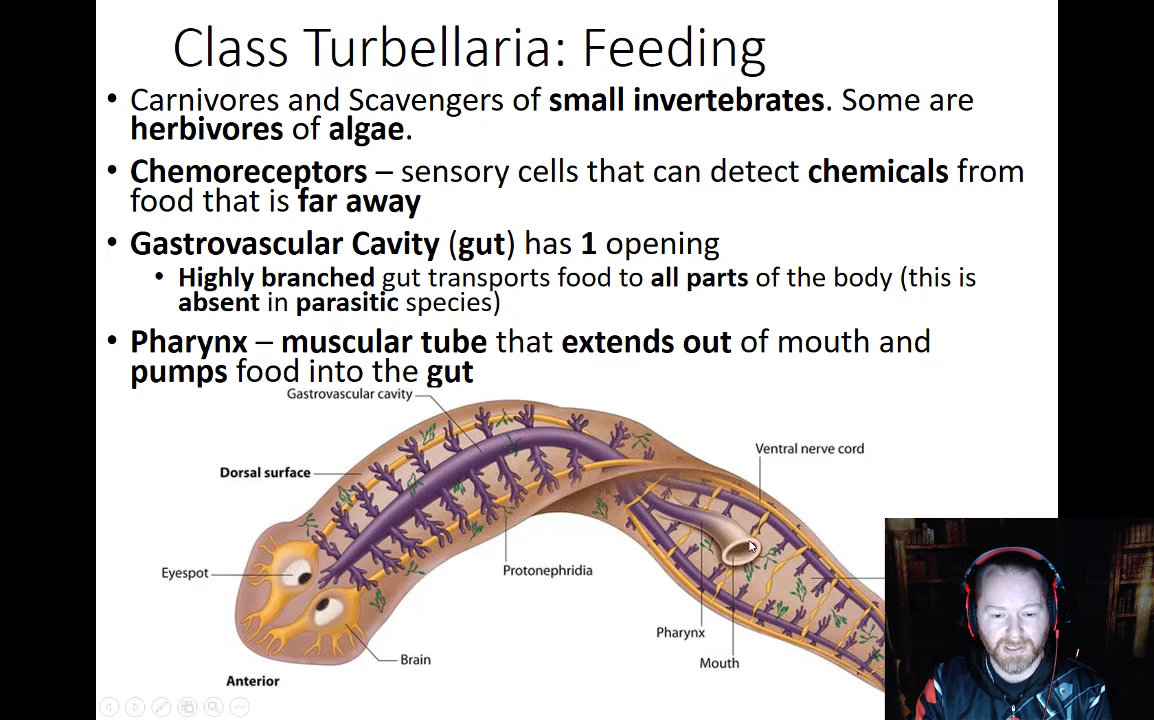 Class Turbellaria: Feeding
• Carnivores and Scavengers of small invertebrates. Some are
herbivores of algae.
• Chemoreceptors – sensory cells that can detect chemicals from
food that is far away
• Gastrovascular Cavity (gut) has 1 opening
• Highly branched gut transports food to all parts of the body (this is
absent in parasitic species)
• Pharynx – muscular tube that extends out of mouth and
pumps food into the gut
Gastrovascular cavity
Ventral nerve cord
Dorsal surface
Eyespot
Protonephridia
Pharynx
Brain
Mouth
Anterior